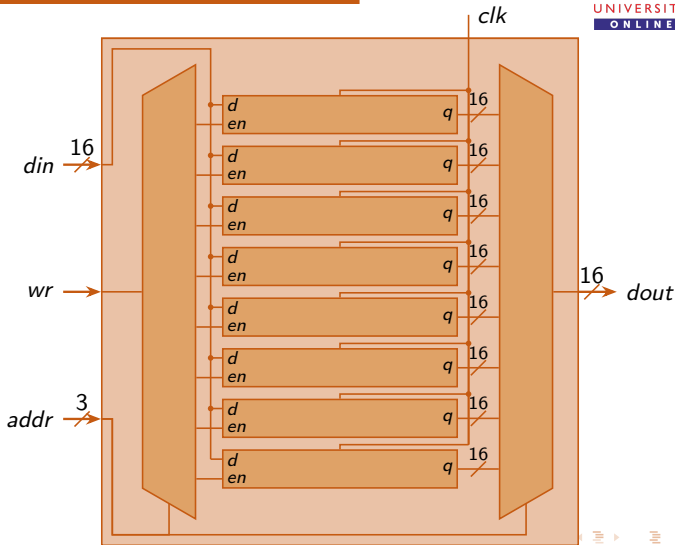 clk
UNIVERSIT
ONLINE
d
en
q
16
d
en
q
16
d
en
q
16
d
en
q
16
d
en
q
16
d
en
q
16
d
en
q
16
d
en
q
16
din
16
wr
addr
3
16
dout